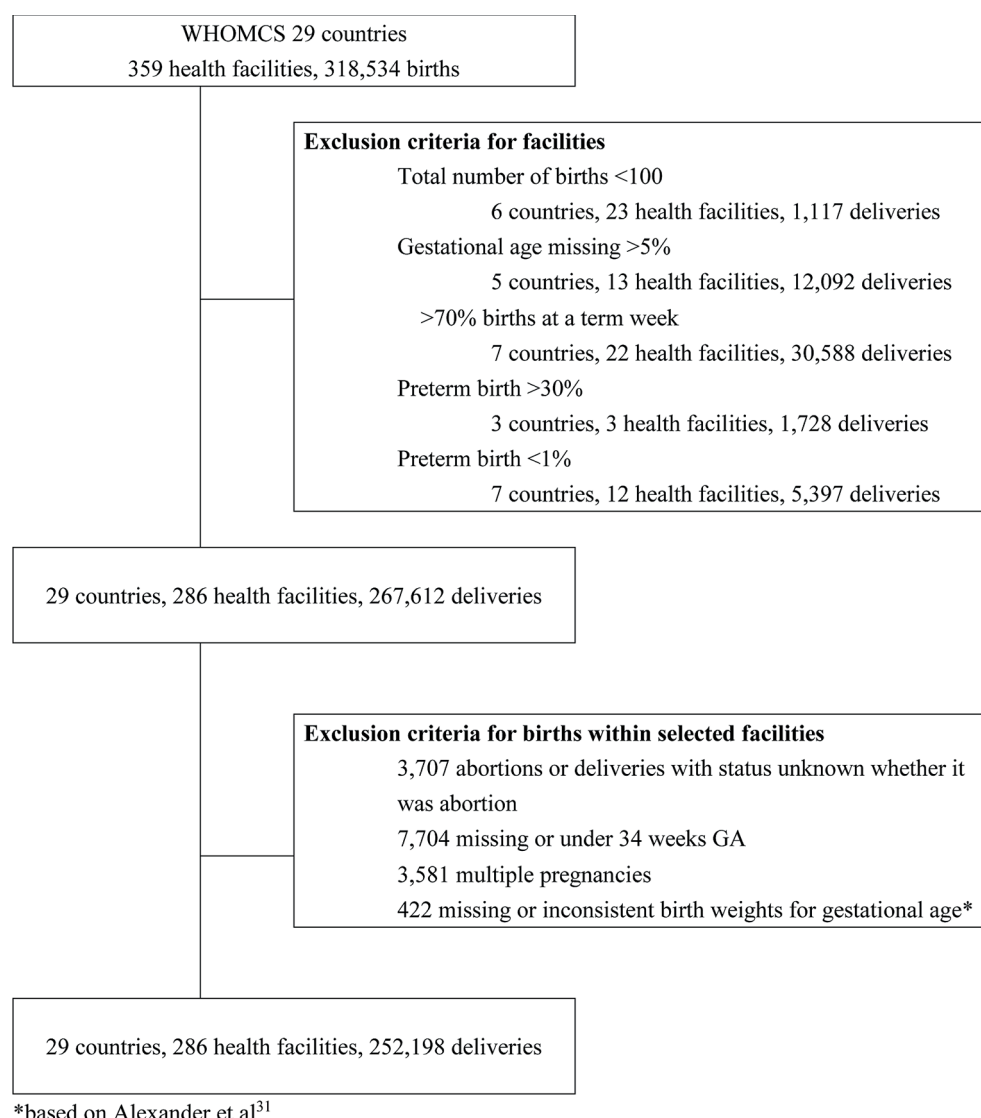 WHOMCS 29 countries
359 health facilities, 318,534 births
Exclusion criteria for facilities
Total number of births <100
6 countries, 23 health facilities, 1,117 deliveries
Gestational age missing >5%
5 countries, 13 health facilities, 12,092 deliveries
>70% births at a term week
7 countries, 22 health facilities, 30,588 deliveries
Preterm birth >30%
3 countries, 3 health facilities, 1,728 deliveries
Preterm birth <1%
7 countries, 12 health facilities, 5,397 deliveries
29 countries, 286 health facilities, 267,612 deliveries
Exclusion criteria for births within selected facilities
3,707 abortions or deliveries with status unknown whether it
was abortion
7,704 missing or under 34 weeks GA
3,581 multiple pregnancies
422 missing or inconsistent birth weights for gestational age*
29 countries, 286 health facilities, 252,198 deliveries
*based on Alexander et al31